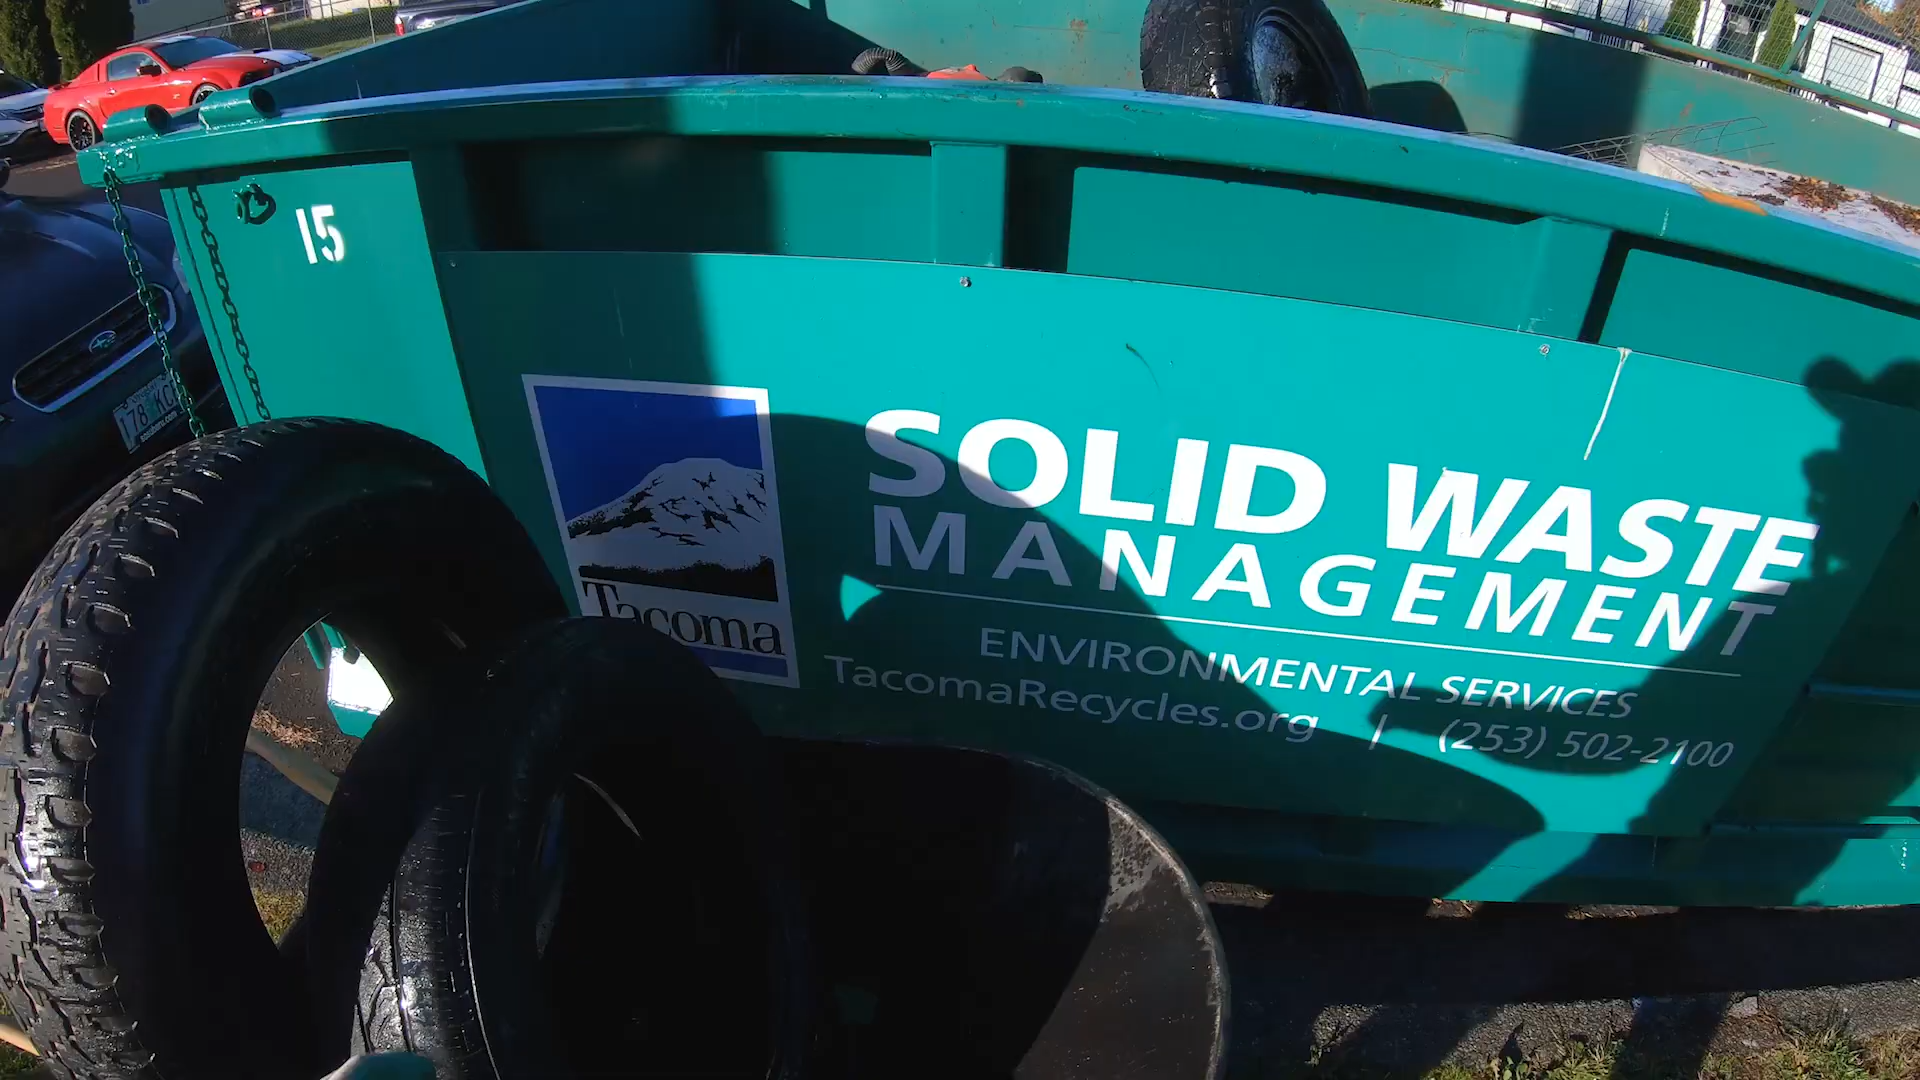 15
Tacoma
SOLID WASTE
MANAGEMENT
ENVIRONMENTAL SERVICES
TacomaRecycles.org | (253) 502-2100